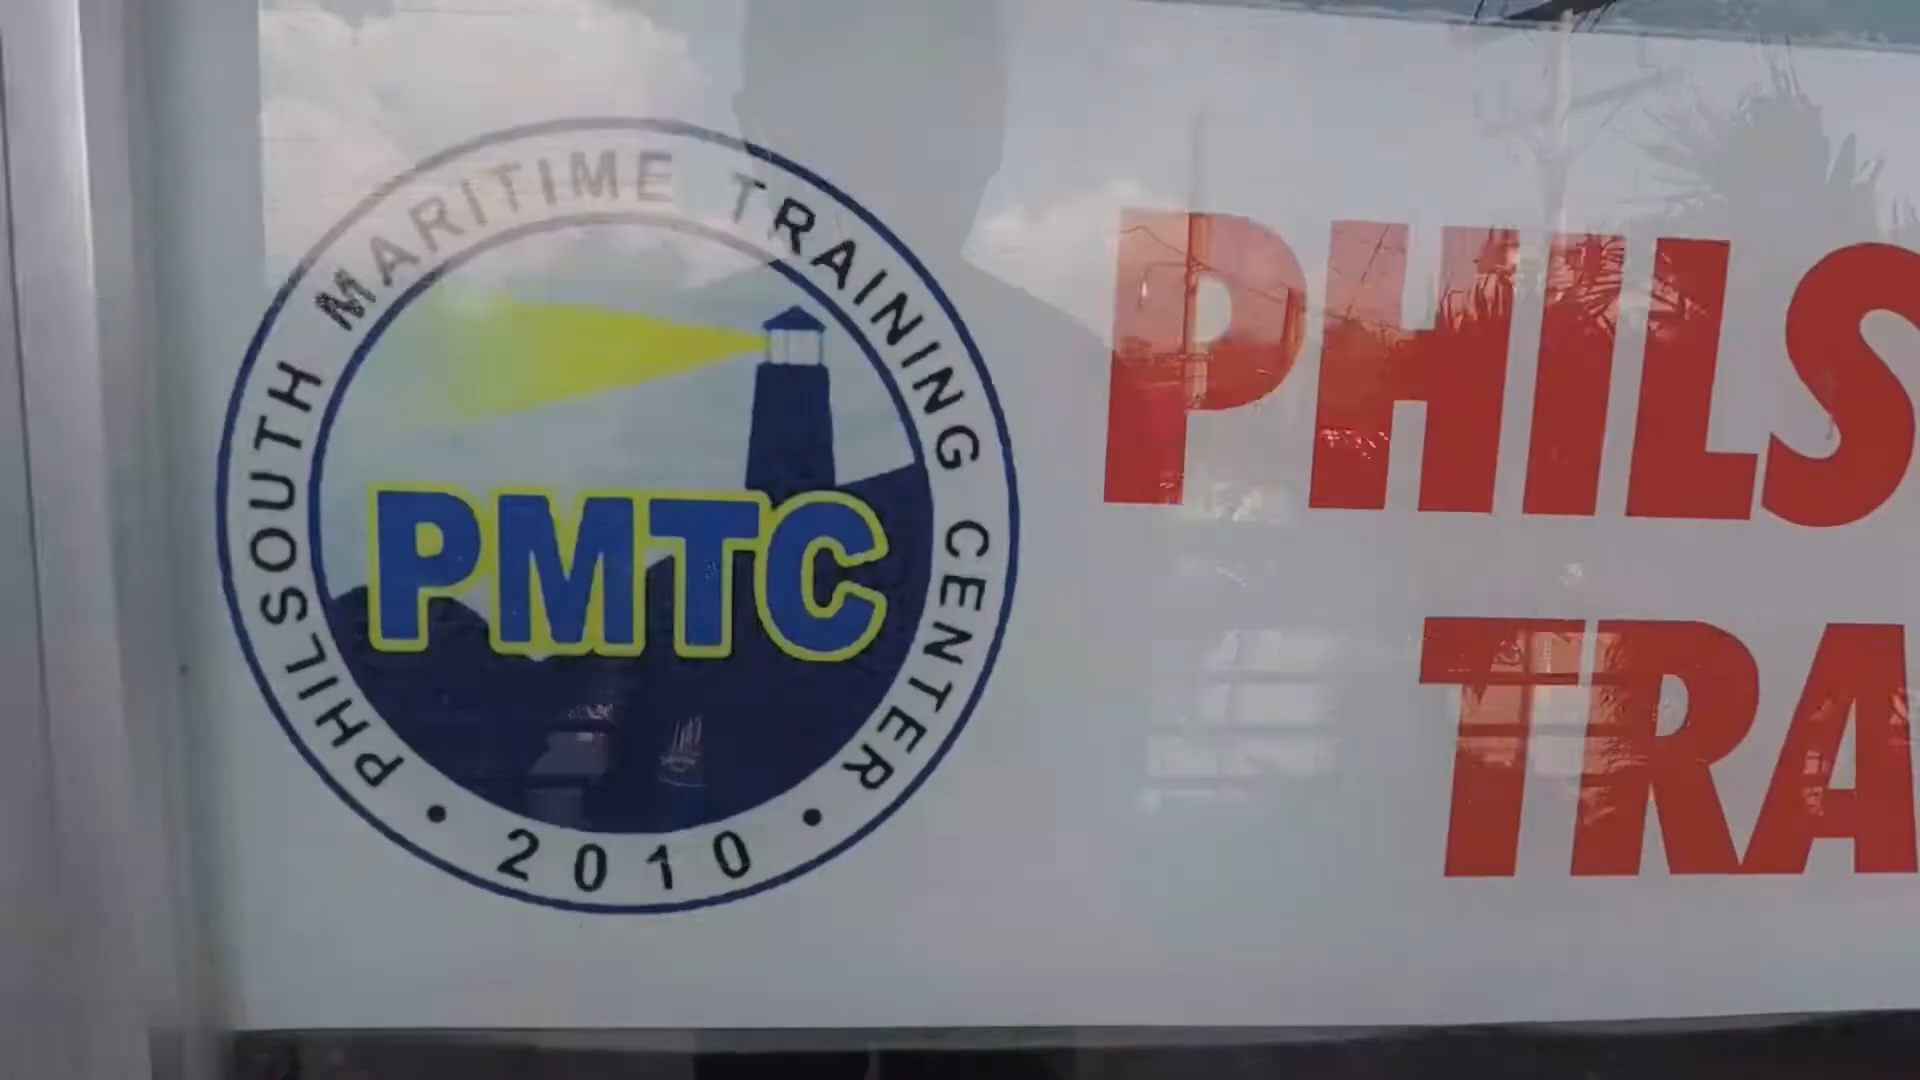 PHILSOUTH MARITIME TRAINING CENTER
PMTC
• 2010 •
PHILS
TRA